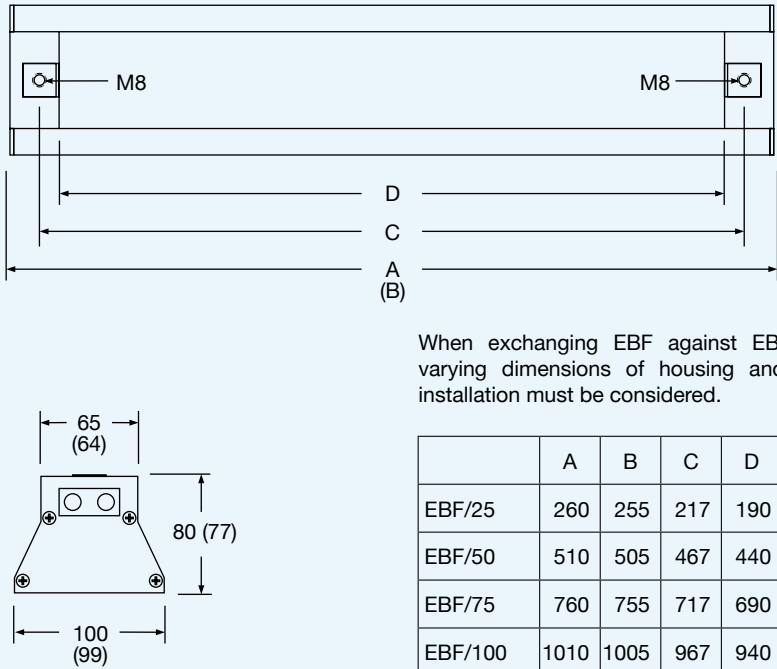 M8 M8
D
C
A
(B)
When exchanging EBF against EB
varying dimensions of housing and
installation must be considered.
65
(64)
80 (77)
100
(99)
A B C D
EBF/25 260 255 217 190
EBF/50 510 505 467 440
EBF/75 760 755 717 690
EBF/100 1010 1005 967 940